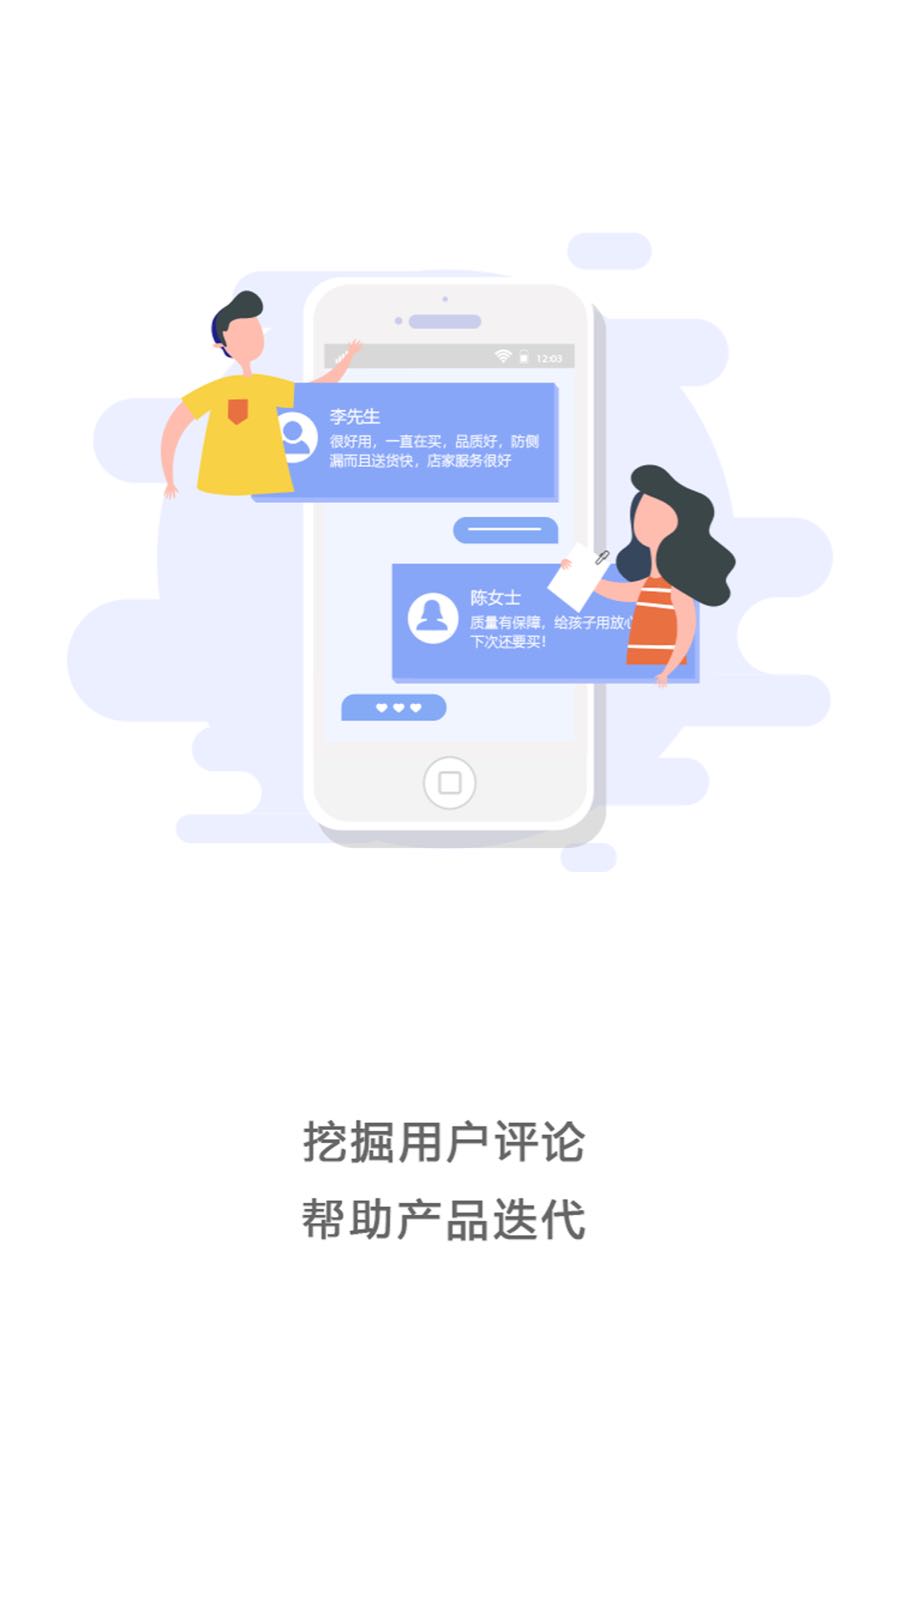 12:03
李先生
很好用，一直在买，品质好，防侧
漏而且送货快，店家服务很好
陈女士
质量有保障，给孩子用放心
下次还要买！
挖掘用户评论
帮助产品迭代